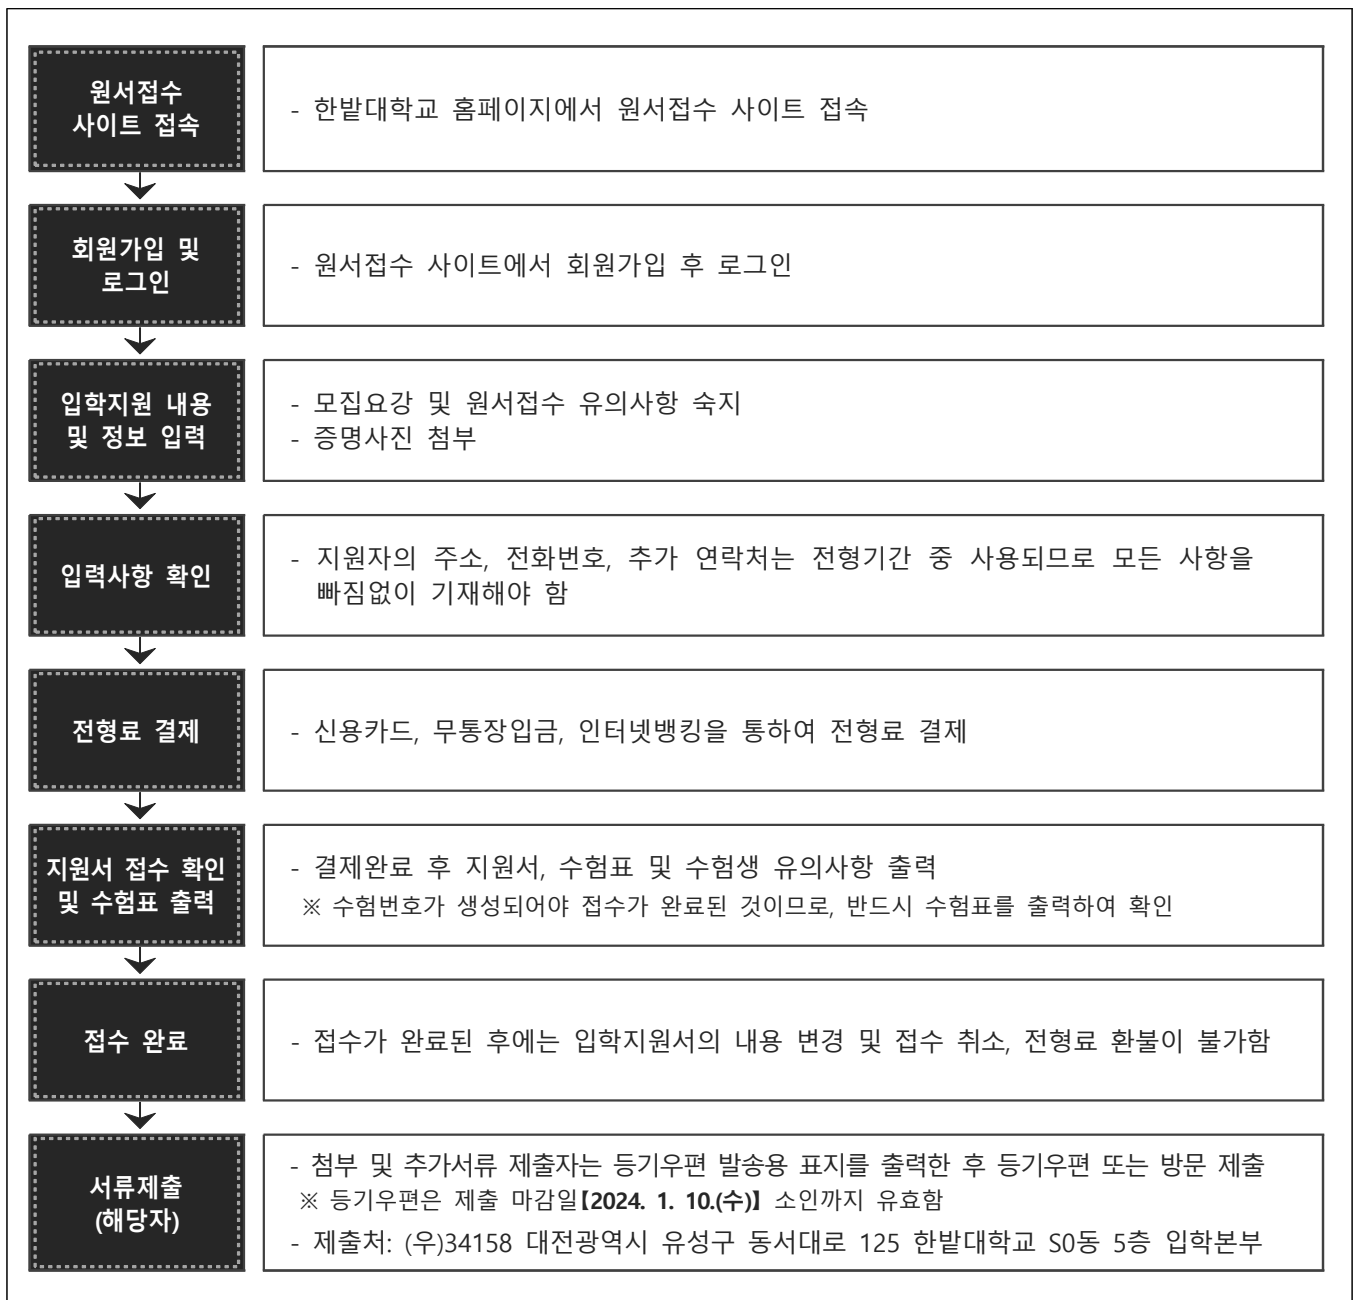 원서접수
사이트 접속
- 한밭대학교 홈페이지에서 원서접수 사이트 접속
회원가입 및
로그인
- 원서접수 사이트에서 회원가입 후 로그인
입학지원 내용
및 정보 입력
- 모집요강 및 원서접수 유의사항 숙지
- 증명사진 첨부
입력사항 확인
- 지원자의 주소, 전화번호, 추가 연락처는 전형기간 중 사용되므로 모든 사항을
빠짐없이 기재해야 함
전형료 결제
- 신용카드, 무통장입금, 인터넷뱅킹을 통하여 전형료 결제
지원서 접수 확인
및 수험표 출력
- 결제완료 후 지원서, 수험표 및 수험생 유의사항 출력
※ 수험번호가 생성되어야 접수가 완료된 것이므로, 반드시 수험표를 출력하여 확인
접수 완료
- 접수가 완료된 후에는 입학지원서의 내용 변경 및 접수 취소, 전형료 환불이 불가함
서류제출
(해당자)
- 첨부 및 추가서류 제출자는 등기우편 발송용 표지를 출력한 후 등기우편 또는 방문 제출
※ 등기우편은 제출 마감일【2024. 1. 10.(수)】 소인까지 유효함
- 제출처: (우)34158 대전광역시 유성구 동서대로 125 한밭대학교 S0동 5층 입학본부